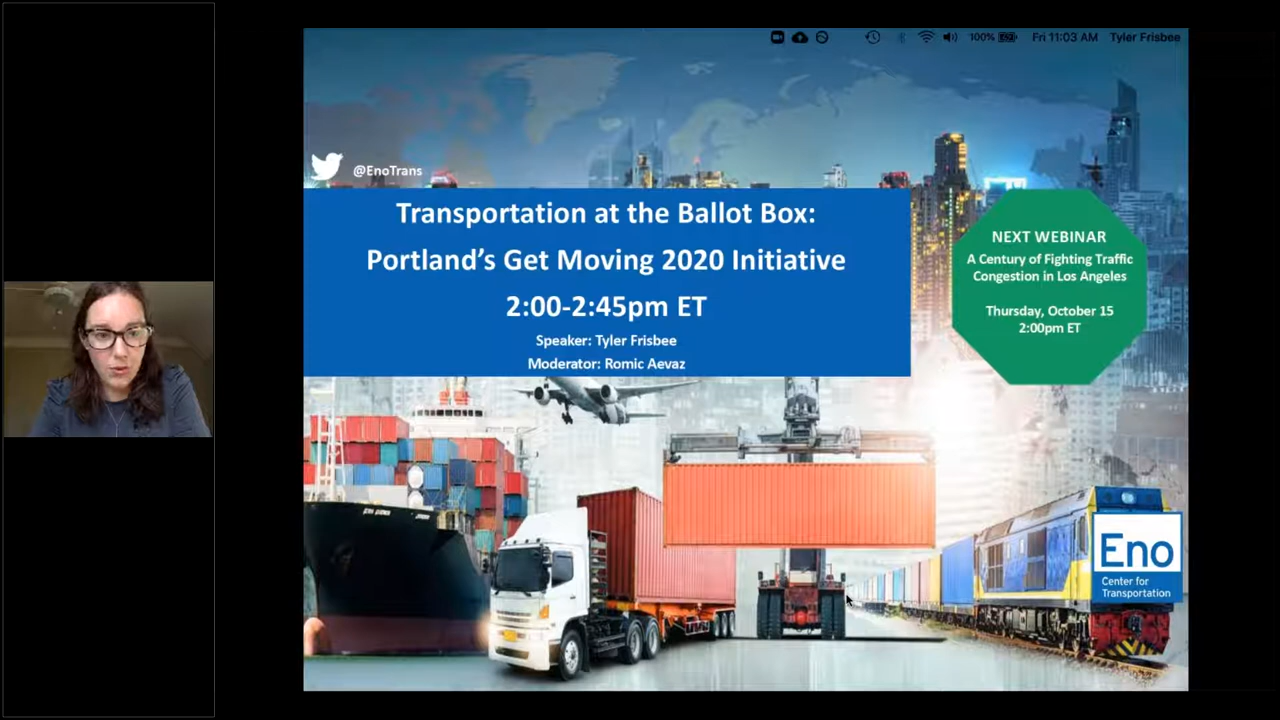 100% Fri 11:03 AM Tyler Frisbee
@EnoTrans
Transportation at the Ballot Box:
Portland's Get Moving 2020 Initiative
2:00-2:45pm ET
Speaker: Tyler Frisbee
Moderator: Romic Aevaz
NEXT WEBINAR
A Century of Fighting Traffic
Congestion in Los Angeles
Thursday, October 15
2:00pm ET
Eno
Center for
Transportation